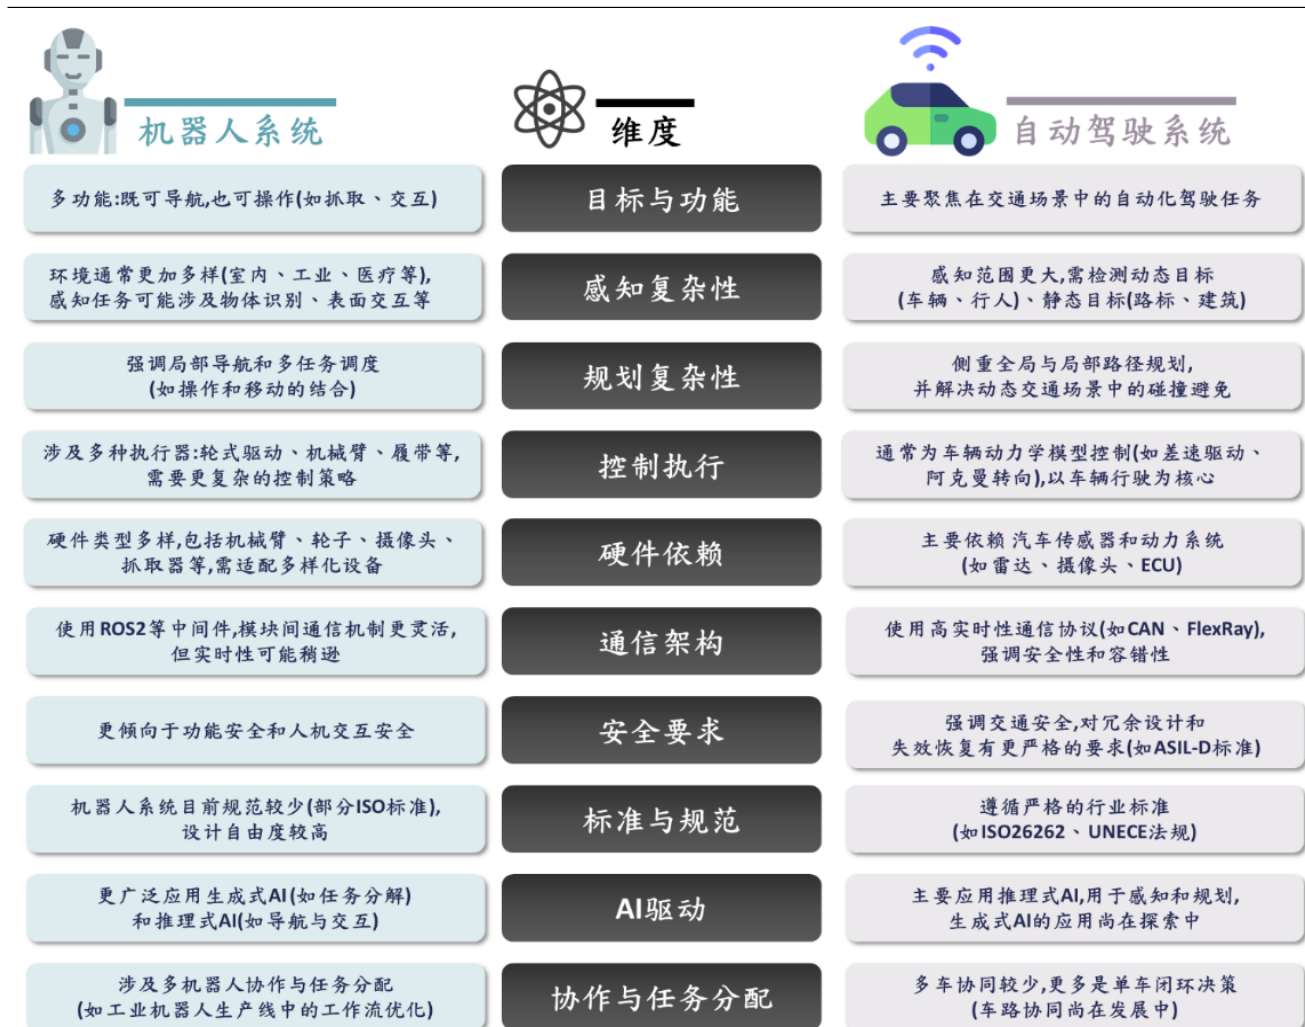 机器人系统
维度
自动驾驶系统
多功能:既可导航,也可操作(如抓取、交互)
目标与功能
主要聚焦在交通场景中的自动化驾驶任务
环境通常更加多样(室内、工业、医疗等),
感知任务可能涉及物体识别、表面交互等
感知复杂性
感知范围更大,需检测动态目标
(车辆、行人)、静态目标(路标、建筑)
强调局部导航和多任务调度
(如操作和移动的结合)
规划复杂性
侧重全局与局部路径规划,
并解决动态交通场景中的碰撞避免
涉及多种执行器:轮式驱动、机械臂、履带等,
需要更复杂的控制策略
控制执行
通常为车辆动力学模型控制(如差速驱动、
阿克曼转向),以车辆行驶为核心
硬件类型多样,包括机械臂、轮子、摄像头、
抓取器等,需适配多样化设备
硬件依赖
主要依赖 汽车传感器和动力系统
(如雷达、摄像头、ECU)
使用ROS2等中间件,模块间通信机制更灵活,
但实时性可能稍逊
通信架构
使用高实时性通信协议(如CAN、FlexRay),
强调安全性和容错性
更倾向于功能安全和人机交互安全
安全要求
强调交通安全,对冗余设计和
失效恢复有更严格的要求(如ASIL-D标准)
机器人系统目前规范较少(部分ISO标准),
设计自由度较高
标准与规范
遵循严格的行业标准
(如ISO26262、UNECE法规)
更广泛应用生成式AI(如任务分解)
和推理式AI(如导航与交互)
AI驱动
主要应用推理式AI,用于感知和规划,
生成式AI的应用尚在探索中
涉及多机器人协作与任务分配
(如工业机器人生产线中的工作流优化)
协作与任务分配
多车协同较少,更多是单车闭环决策
(车路协同尚在发展中)